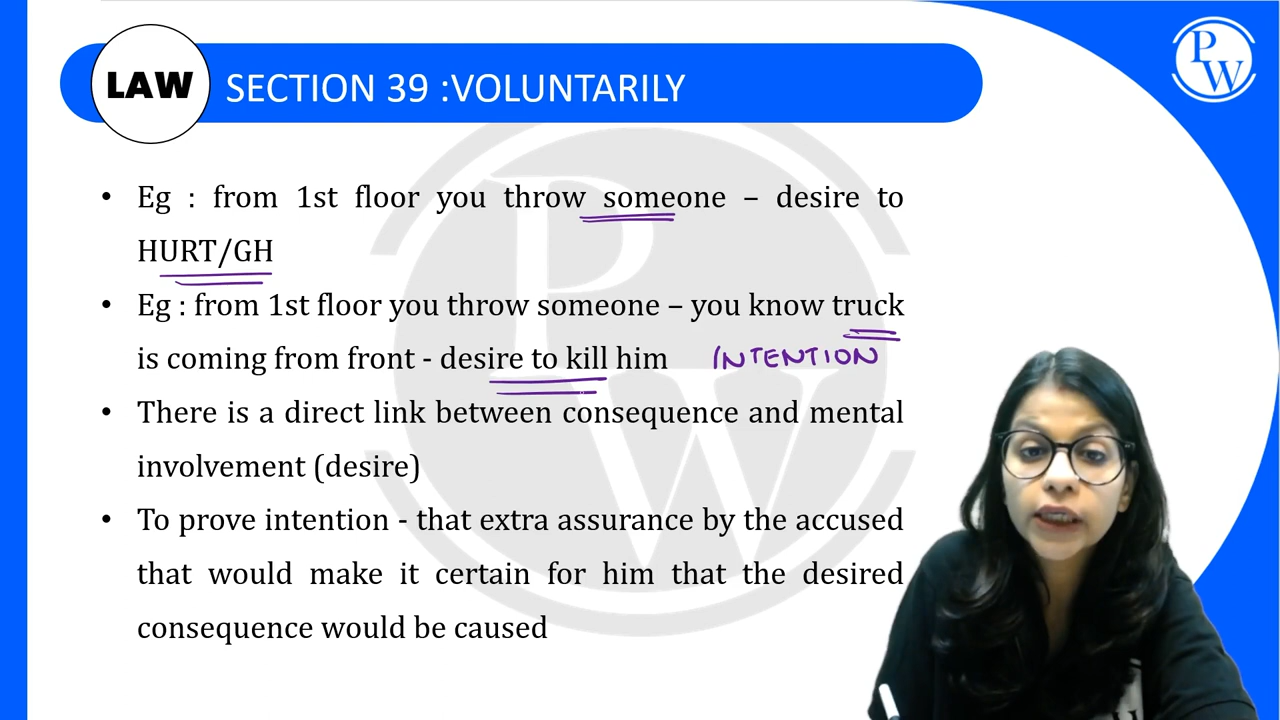 LAW SECTION 39 :VOLUNTARILY
PW
• Eg : from 1st floor you throw someone – desire to
HURT/GH
• Eg : from 1st floor you throw someone – you know truck
is coming from front - desire to kill him INTENTION
• There is a direct link between consequence and mental
involvement (desire)
• To prove intention - that extra assurance by the accused
that would make it certain for him that the desired
consequence would be caused